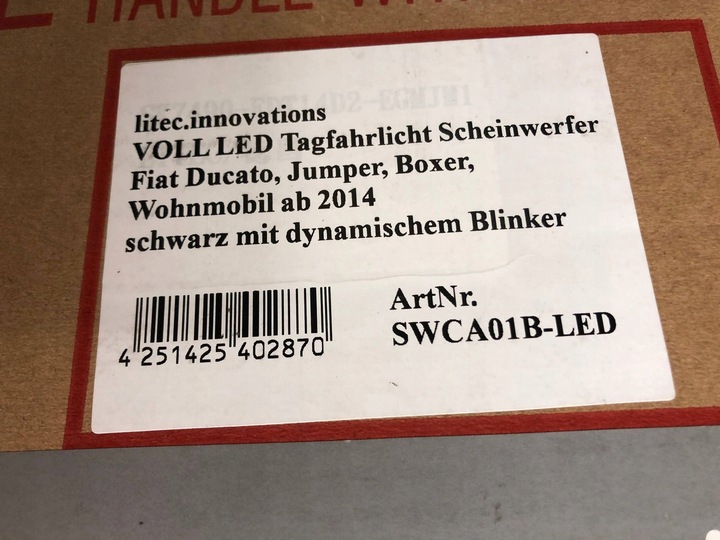 HANDLE
litec.innovations
VOLL LED Tagfahrlicht Scheinwerfer
Fiat Ducato, Jumper, Boxer,
Wohnmobil ab 2014
schwarz mit dynamischem Blinker
ArtNr.
SWCA01B-LED
4 251425 402870